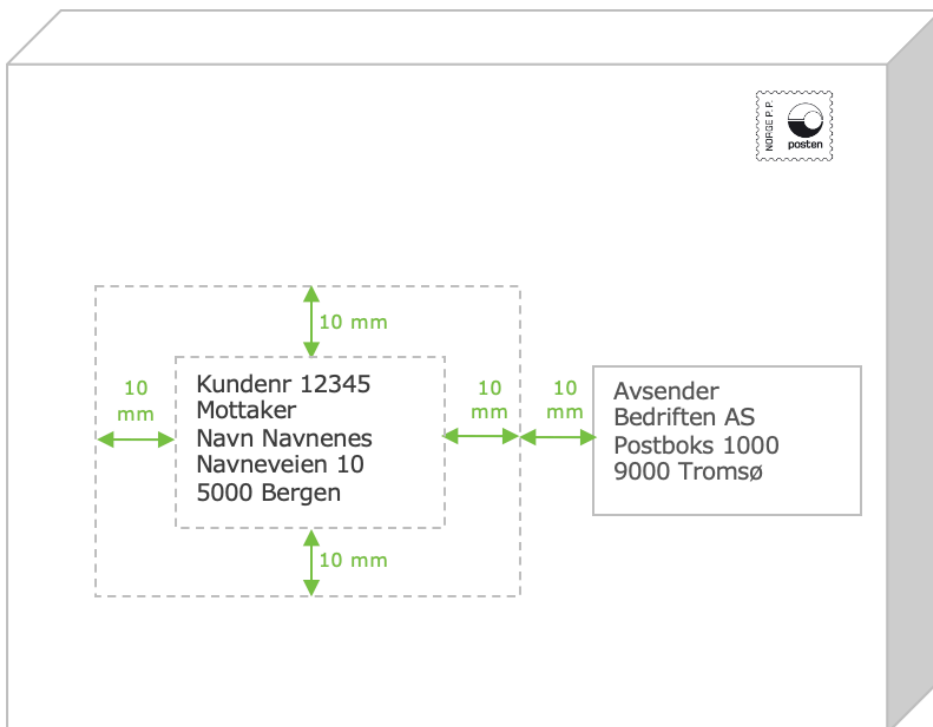 NORGE P. P.
posten
10 mm
10
mm
Kundenr 12345
Mottaker
Navn Navnenes
Navneveien 10
5000 Bergen
10
mm
10
mm
Avsender
Bedriften AS
Postboks 1000
9000 Tromsø
10 mm